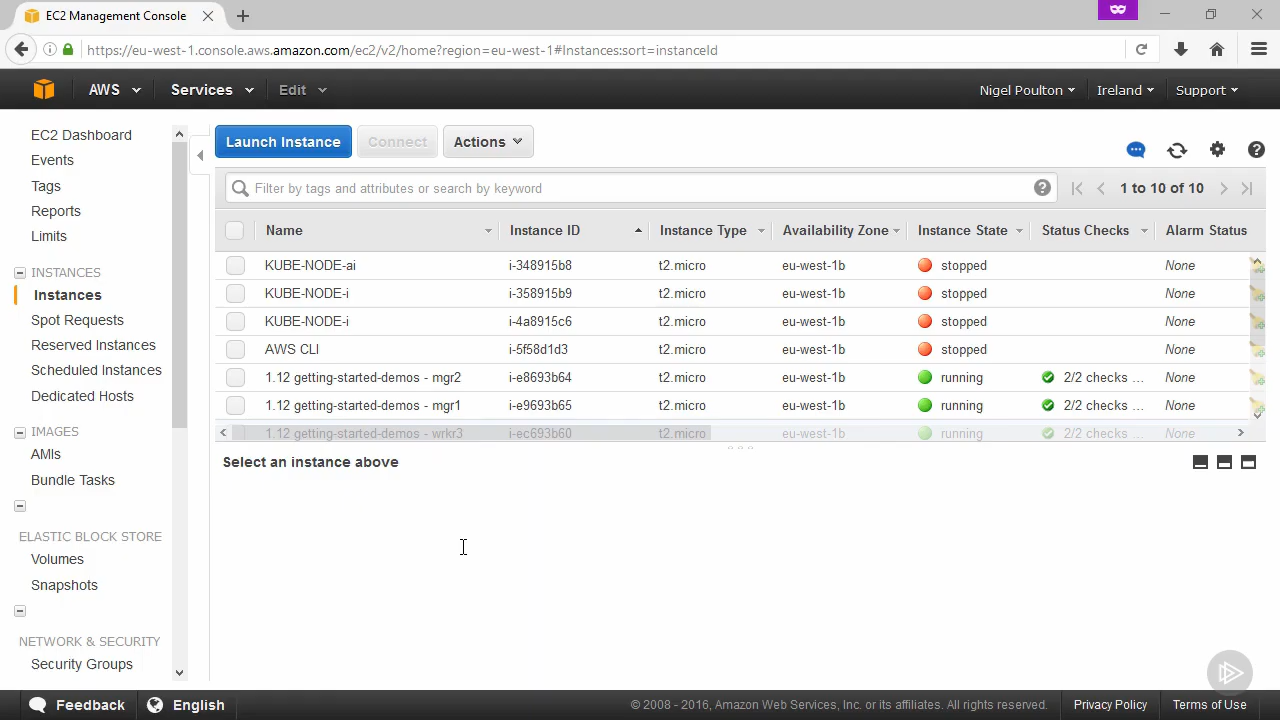 EC2 Management Console
https://eu-west-1.console.aws.amazon.com/ec2/v2/home?region=eu-west-1#Instances:sort=instanceId
AWS Services Edit Nigel Poulton Ireland Support
EC2 Dashboard
Events
Tags
Reports
Limits
INSTANCES
Instances
Spot Requests
Reserved Instances
Scheduled Instances
Dedicated Hosts
IMAGES
AMIs
Bundle Tasks
ELASTIC BLOCK STORE
Volumes
Snapshots
NETWORK & SECURITY
Security Groups
Launch Instance Connect Actions
Filter by tags and attributes or search by keyword 1 to 10 of 10
Name Instance ID Instance Type Availability Zone Instance State Status Checks Alarm Status
KUBE-NODE-ai i-348915b8 t2.micro eu-west-1b stopped None
KUBE-NODE-i i-358915b9 t2.micro eu-west-1b stopped None
KUBE-NODE-i i-4a8915c6 t2.micro eu-west-1b stopped None
AWS CLI i-5f58d1d3 t2.micro eu-west-1b stopped None
1.12 getting-started-demos - mgr2 i-e8693b64 t2.micro eu-west-1b running 2/2 checks ... None
1.12 getting-started-demos - mgr1 i-e9693b65 t2.micro eu-west-1b running 2/2 checks ... None
1.12 getting-started-demos - wrkr3 i-ec693b60 t2.micro eu-west-1b running 2/2 checks ... None
Select an instance above
Feedback English © 2008 - 2016, Amazon Web Services, Inc. or its affiliates. All rights reserved. Privacy Policy Terms of Use